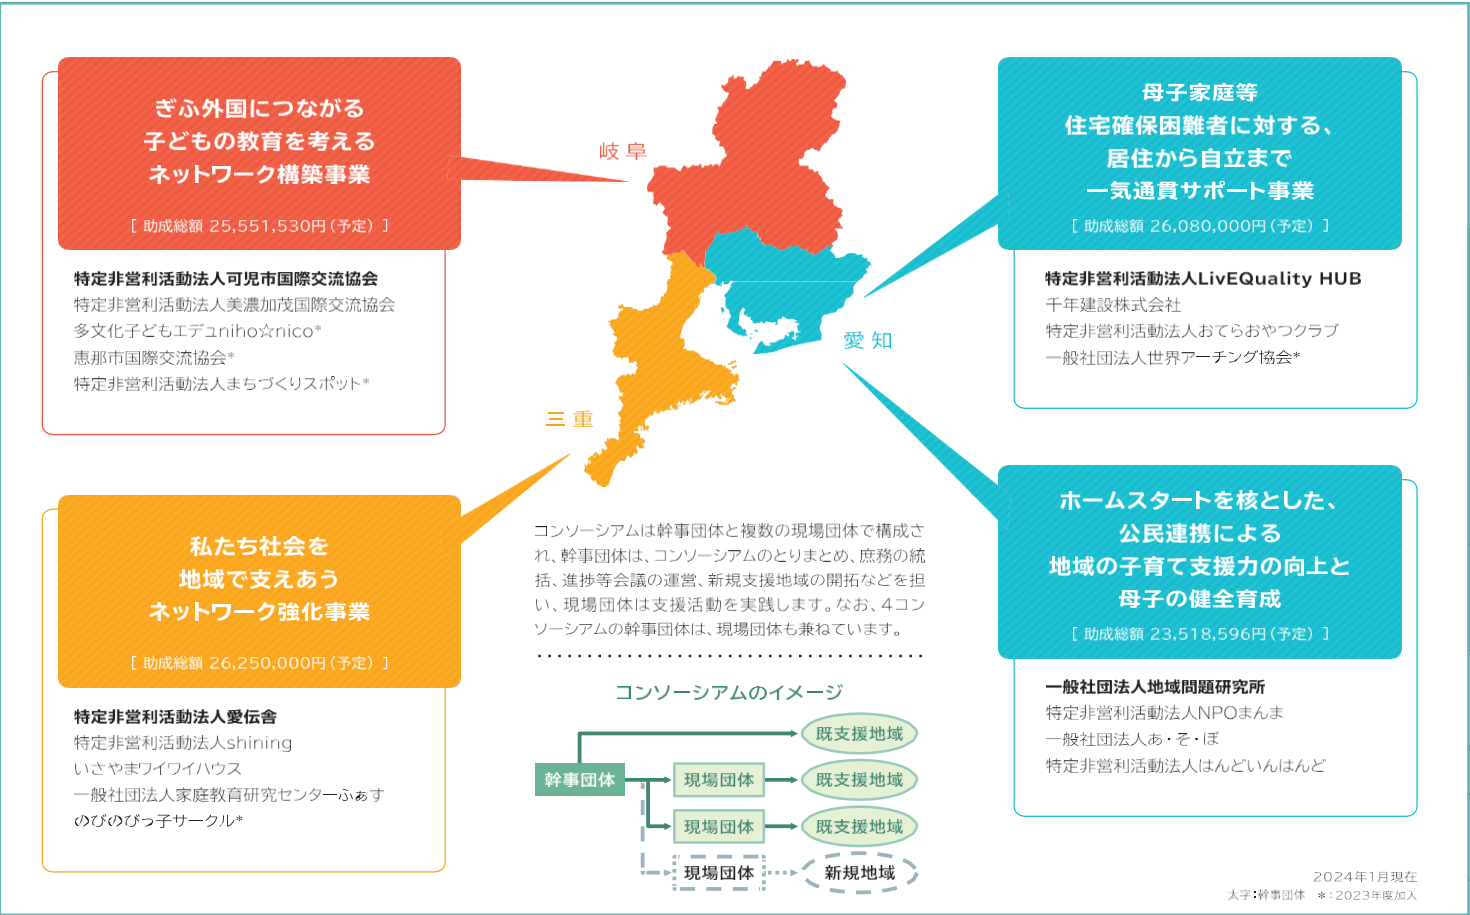 ぎふ外国につながる
子どもの教育を考える
ネットワーク構築事業
［ 助成総額 25,551,530円（予定） ］
特定非営利活動法人可児市国際交流協会
特定非営利活動法人美濃加茂国際交流協会
多文化子どもエデュniho☆nico*
恵那市国際交流協会*
特定非営利活動法人まちづくりスポット*
岐阜
愛知
三重
母子家庭等
住宅確保困難者に対する、
居住から自立まで
一気通貫サポート事業
［ 助成総額 26,080,000円（予定） ］
特定非営利活動法人LivEQuality HUB
千年建設株式会社
特定非営利活動法人おてらおやつクラブ
一般社団法人世界アーチング協会*
私たち社会を
地域で支えあう
ネットワーク強化事業
［ 助成総額 26,250,000円（予定） ］
特定非営利活動法人愛伝舎
特定非営利活動法人shining
いさやまワイワイハウス
一般社団法人家庭教育研究センターふぁす
のびのびっ子サークル*
コンソーシアムは幹事団体と複数の現場団体で構成さ
れ、幹事団体は、コンソーシアムのとりまとめ、庶務の統
括、進捗等会議の運営、新規支援地域の開拓などを担
い、現場団体は支援活動を実践します。なお、4コン
ソーシアムの幹事団体は、現場団体も兼ねています。
コンソーシアムのイメージ
既支援地域
幹事団体 現場団体 既支援地域
現場団体 既支援地域
現場団体 新規地域
ホームスタートを核とした、
公民連携による
地域の子育て支援力の向上と
母子の健全育成
［ 助成総額 23,518,596円（予定） ］
一般社団法人地域問題研究所
特定非営利活動法人NPOまんま
一般社団法人あ・そ・ぼ
特定非営利活動法人はんどいんはんど
2024年1月現在
太字：幹事団体 *：2023年度加入